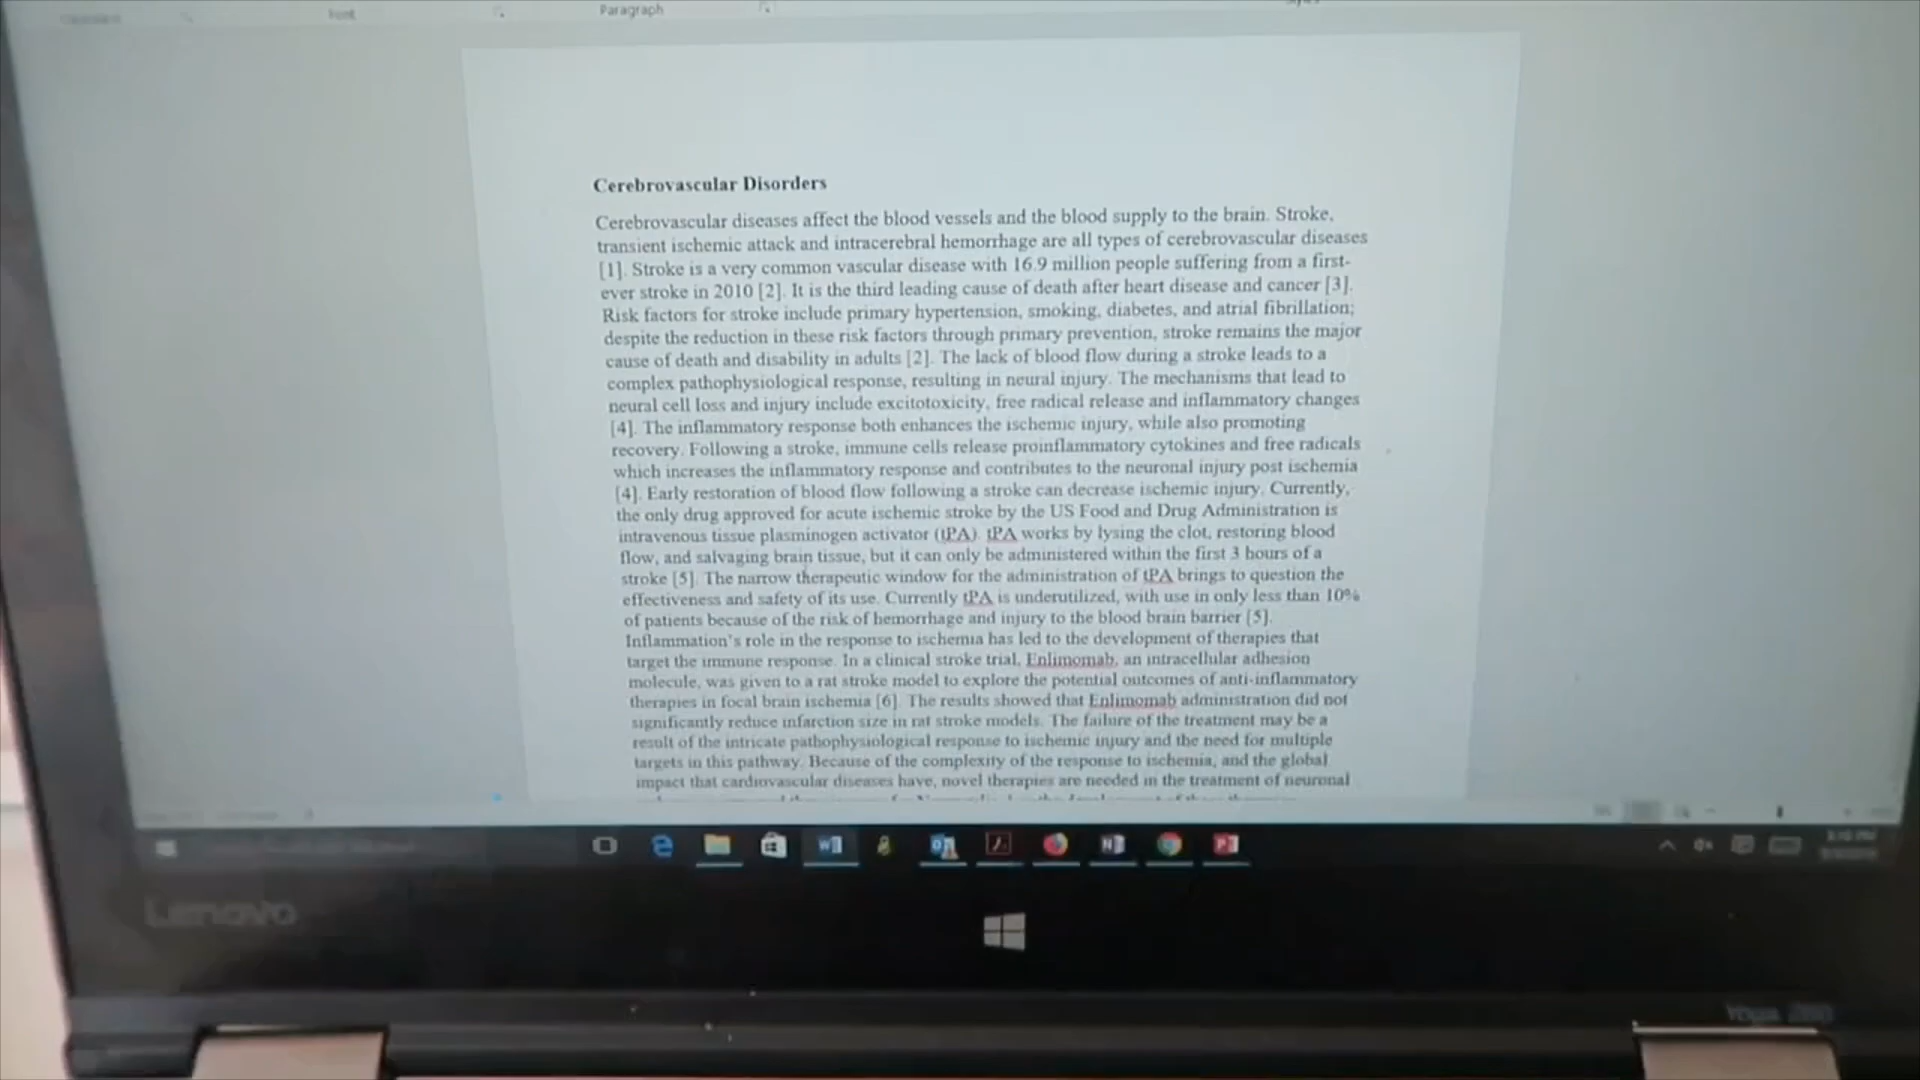 Font
Paragraph
Cerebrovascular Disorders
Cerebrovascular diseases affect the blood vessels and the blood supply to the brain. Stroke,
transient ischemic attack and intracerebral hemorrhage are all types of cerebrovascular diseases
[1]. Stroke is a very common vascular disease with 16.9 million people suffering from a first-
ever stroke in 2010 [2]. It is the third leading cause of death after heart disease and cancer [3].
Risk factors for stroke include primary hypertension, smoking, diabetes, and atrial fibrillation;
despite the reduction in these risk factors through primary prevention, stroke remains the major
cause of death and disability in adults [2]. The lack of blood flow during a stroke leads to a
complex pathophysiological response, resulting in neural injury. The mechanisms that lead to
neural cell loss and injury include excitotoxicity, free radical release and inflammatory changes
[4]. The inflammatory response both enhances the ischemic injury, while also promoting
recovery. Following a stroke, immune cells release proinflammatory cytokines and free radicals
which increases the inflammatory response and contributes to the neuronal injury post ischemia
[4]. Early restoration of blood flow following a stroke can decrease ischemic injury. Currently,
the only drug approved for acute ischemic stroke by the US Food and Drug Administration is
intravenous tissue plasminogen activator (tPA). tPA works by lysing the clot, restoring blood
flow, and salvaging brain tissue, but it can only be administered within the first 3 hours of a
stroke [5]. The narrow therapeutic window for the administration of tPA brings to question the
effectiveness and safety of its use. Currently tPA is underutilized, with use in only less than 10%
of patients because of the risk of hemorrhage and injury to the blood brain barrier [5].
Inflammation's role in the response to ischemia has led to the development of therapies that
target the immune response. In a clinical stroke trial, Enlimomab, an intracellular adhesion
molecule, was given to a rat stroke model to explore the potential outcomes of anti-inflammatory
therapies in focal brain ischemia [6]. The results showed that Enlimomab administration did not
significantly reduce infarction size in rat stroke models. The failure of the treatment may be a
result of the intricate pathophysiological response to ischemic injury and the need for multiple
targets in this pathway. Because of the complexity of the response to ischemia, and the global
impact that cardiovascular diseases have, novel therapies are needed in the treatment of neuronal
Lenovo
Yoga